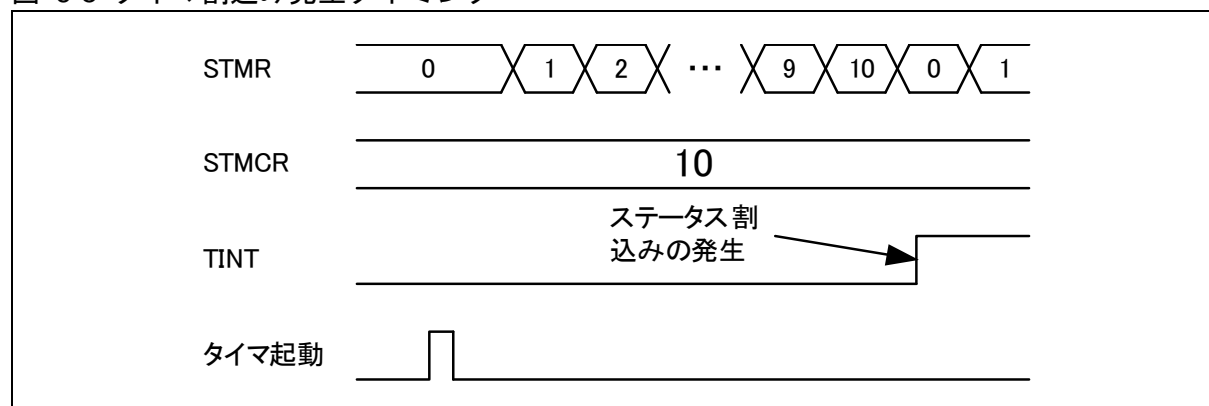 STMR 0 1 2 ・・・ 9 10 0 1
STMCR 10
ステータス割
込みの発生
TINT
タイマ起動